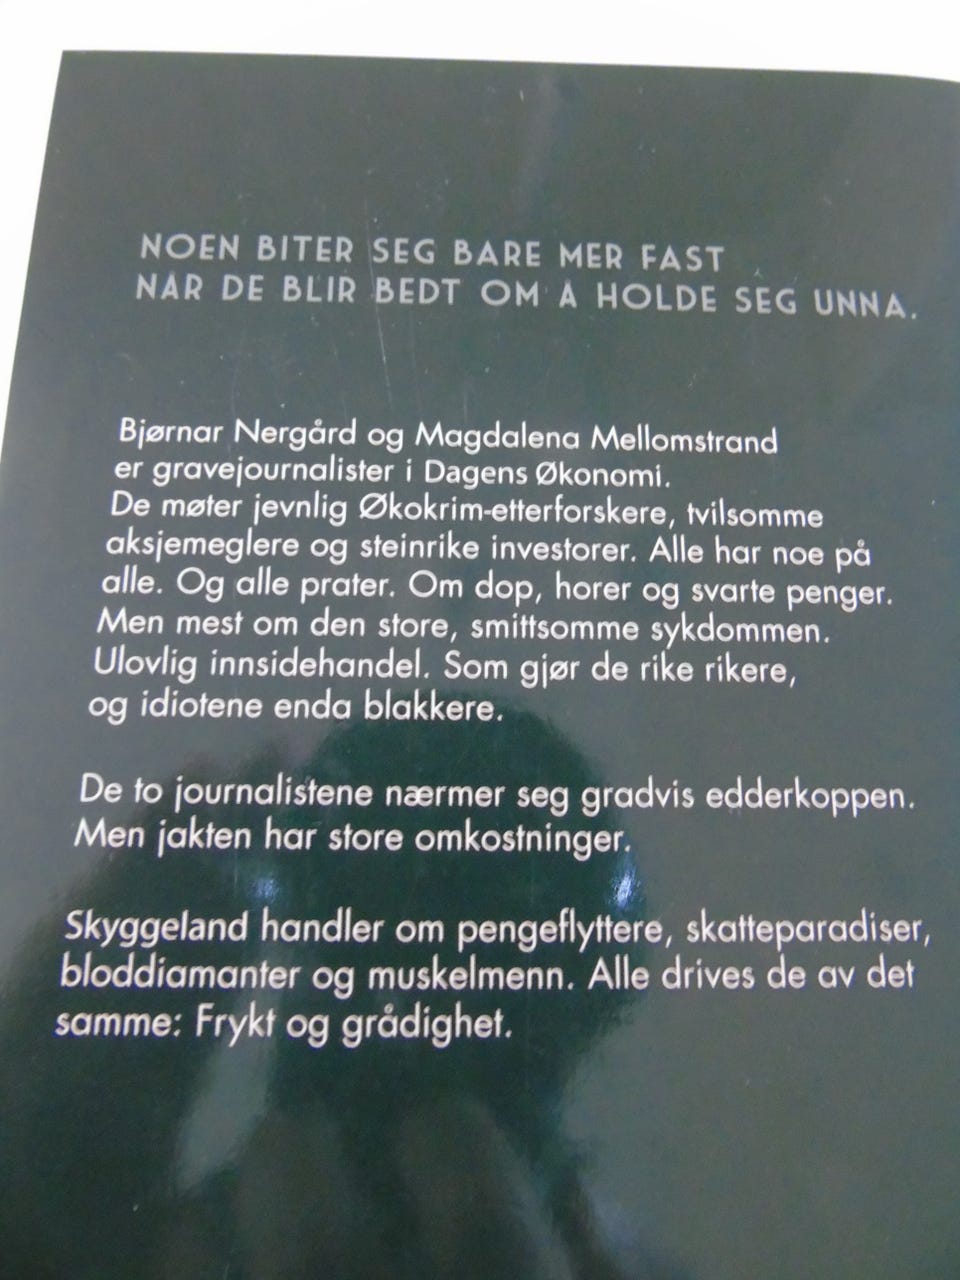 NOEN BITER SEG BARE MER FAST
NÅR DE BLIR BEDT OM Å HOLDE SEG UNNA.
Bjørnar Nergård og Magdalena Mellomstrand
er gravejournalister i Dagens Økonomi.
De møter jevnlig Økokrim-etterforskere, tvilsomme
aksjemeglere og steinrike investorer. Alle har noe på
alle. Og alle prater. Om dop, horer og svarte penger.
Men mest om den store, smittsomme sykdommen.
Ulovlig innsidehandel. Som gjør de rike rikere,
og idiotene enda blakkere.
De to journalistene nærmer seg gradvis edderkoppen.
Men jakten har store omkostninger.
Skyggeland handler om pengeflyttere, skatteparadiser,
bloddiamanter og muskelmenn. Alle drives de av det
samme: Frykt og grådighet.